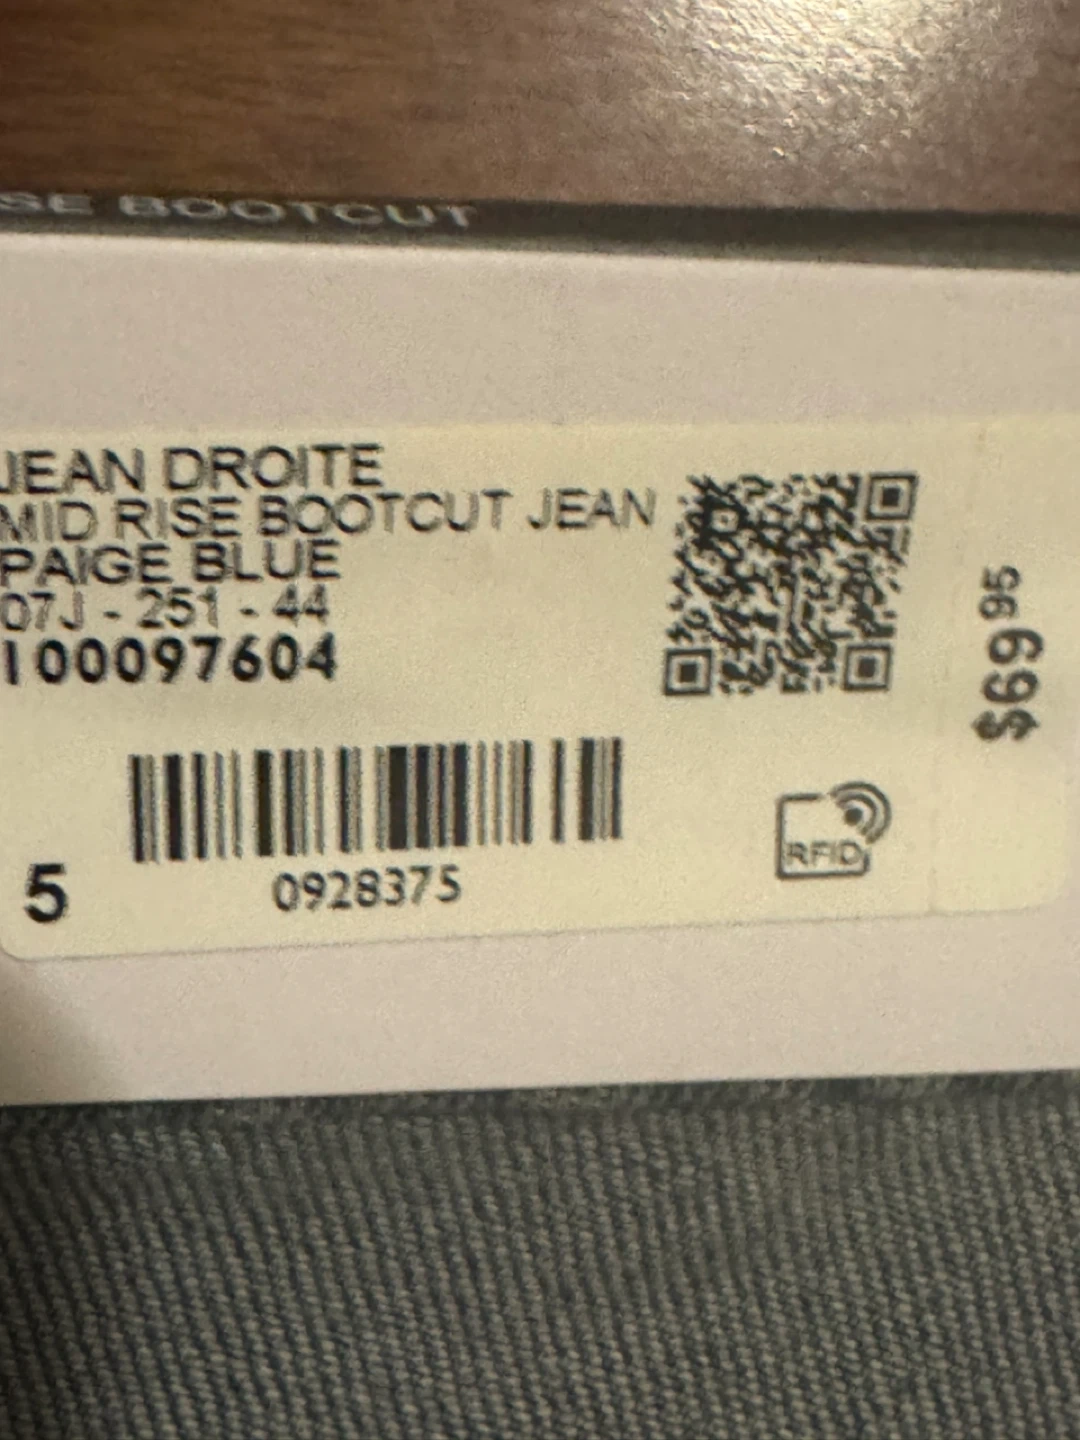 SE BOOTCUT
JEAN DROITE
MID RISE BOOTCUT JEAN
PAIGE BLUE
07J - 251 - 44
100097604
$69 95
RFID
5
0928375